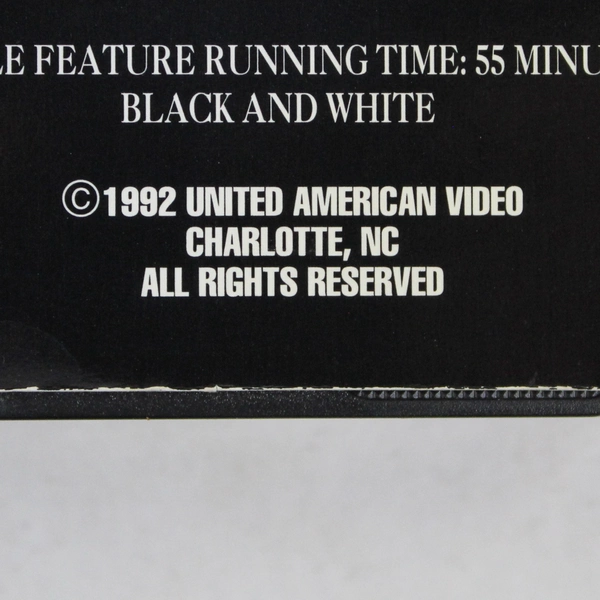 LE FEATURE RUNNING TIME: 55 MINU
BLACK AND WHITE
©1992 UNITED AMERICAN VIDEO
CHARLOTTE, NC
ALL RIGHTS RESERVED